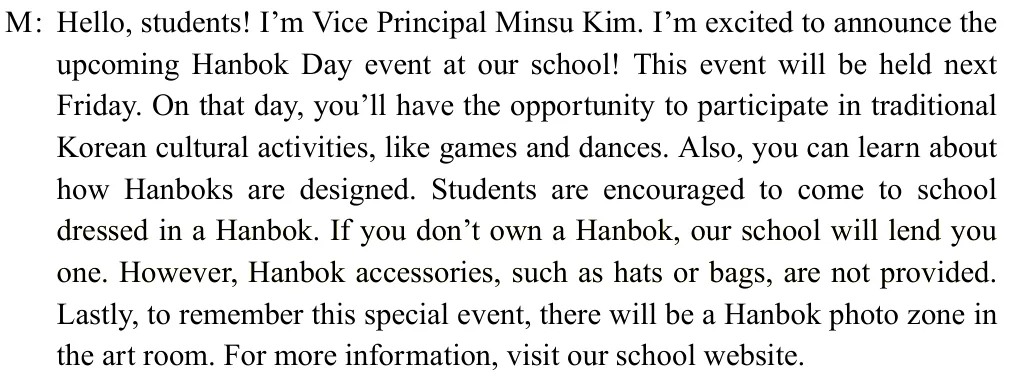 M: Hello, students! I'm Vice Principal Minsu Kim. I'm excited to announce the
upcoming Hanbok Day event at our school! This event will be held next
Friday. On that day, you'll have the opportunity to participate in traditional
Korean cultural activities, like games and dances. Also, you can learn about
how Hanboks are designed. Students are encouraged to come to school
dressed in a Hanbok. If you don't own a Hanbok, our school will lend you
one. However, Hanbok accessories, such as hats or bags, are not provided.
Lastly, to remember this special event, there will be a Hanbok photo zone in
the art room. For more information, visit our school website.